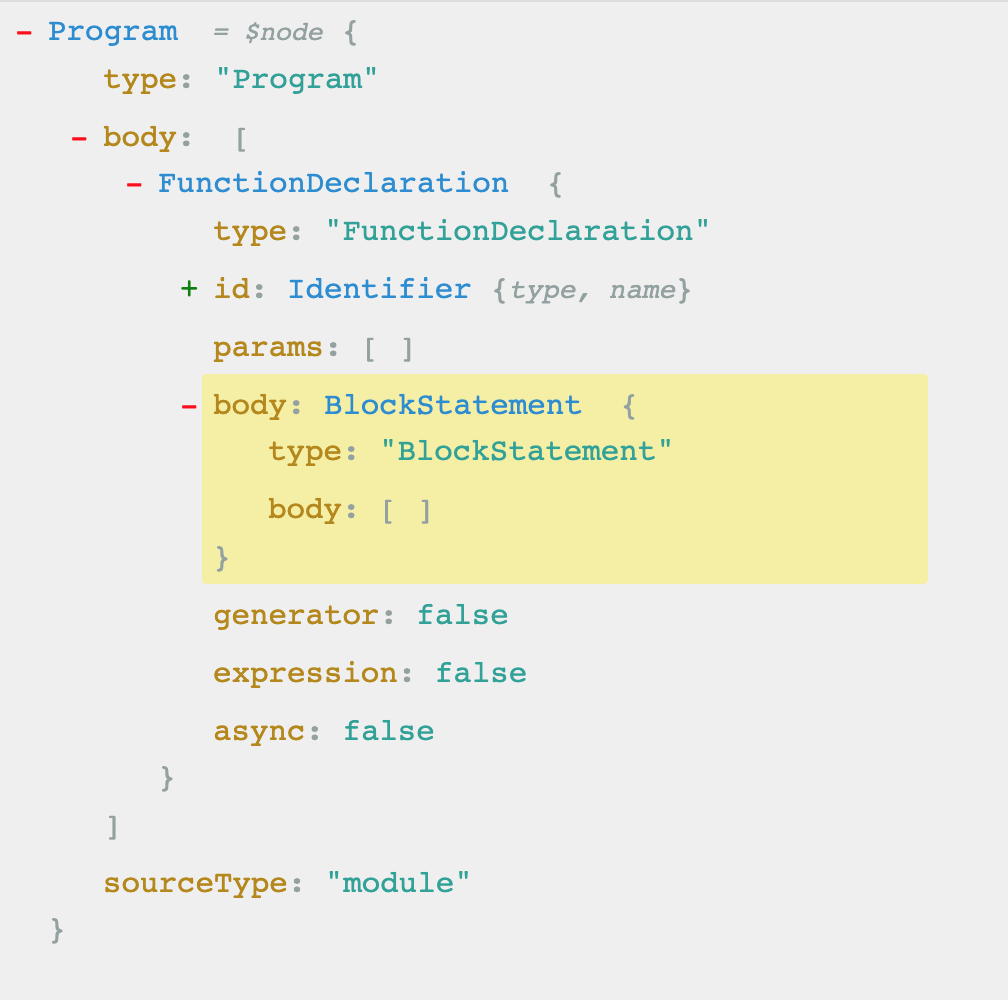 - Program = $node {
type: "Program"
- body: [
- FunctionDeclaration {
type: "FunctionDeclaration"
+ id: Identifier {type, name}
params: [ ]
- body: BlockStatement {
type: "BlockStatement"
body: [ ]
}
generator: false
expression: false
async: false
}
]
sourceType: "module"
}